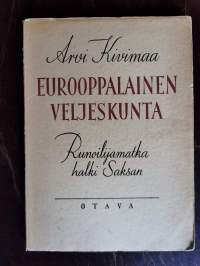 Arvi Kivimaa
EUROOPPALAINEN
VELJESKUNTA
Runoilijamatka
halki Saksan
OTAVA